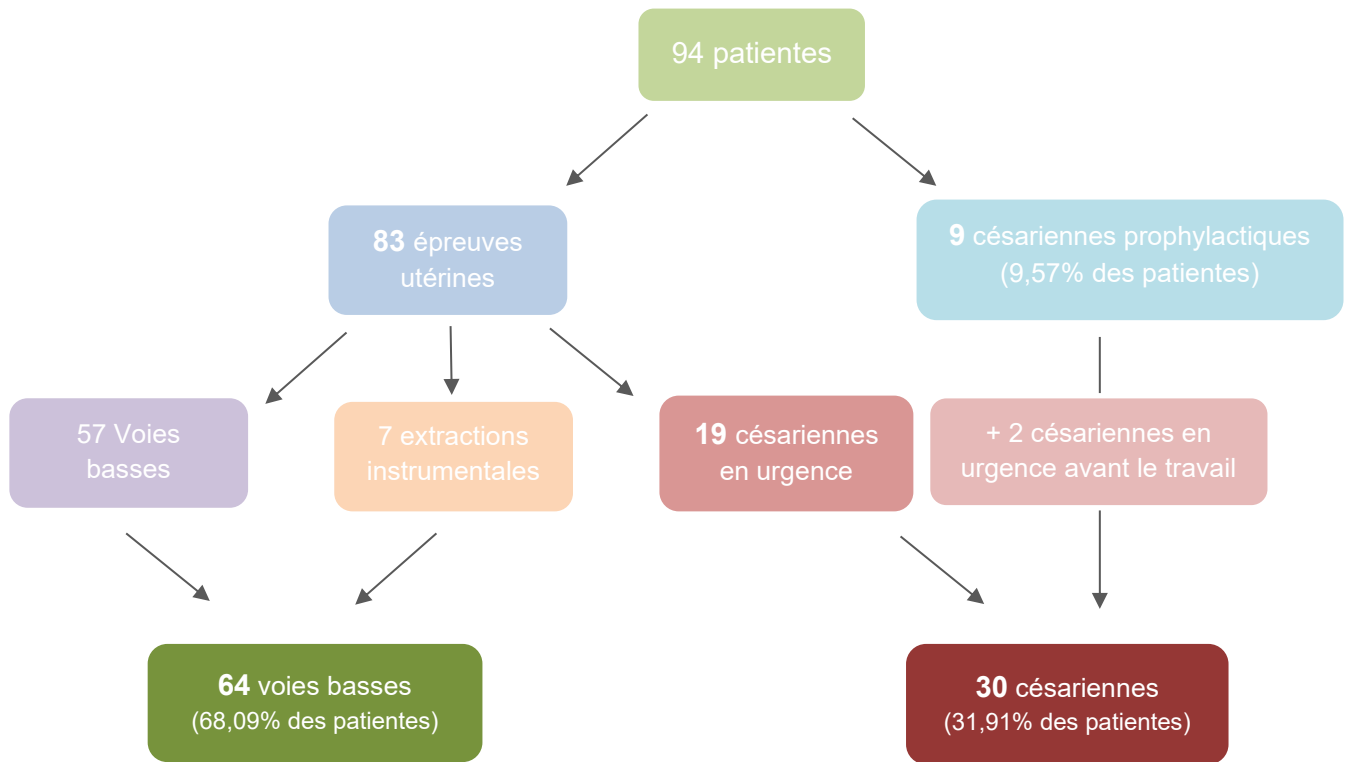 94 patientes
83 épreuves
utérines
9 césariennes prophylactiques
(9,57% des patientes)
57 Voies
basses
7 extractions
instrumentales
19 césariennes
en urgence
+ 2 césariennes en
urgence avant le travail
64 voies basses
(68,09% des patientes)
30 césariennes
(31,91% des patientes)